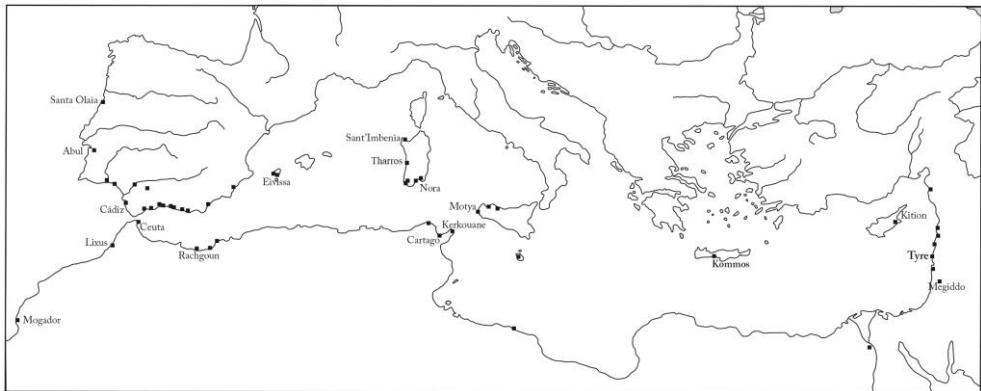 Santa Olaia
Abul
Cádiz
Ceuta
Lixus
Mogador
Rachgoun
Eivissa
Sant'Imbenia
Tharros
Nora
Motya
Kerkouane
Cartago
Kommos
Kition
Tyre
Megiddo